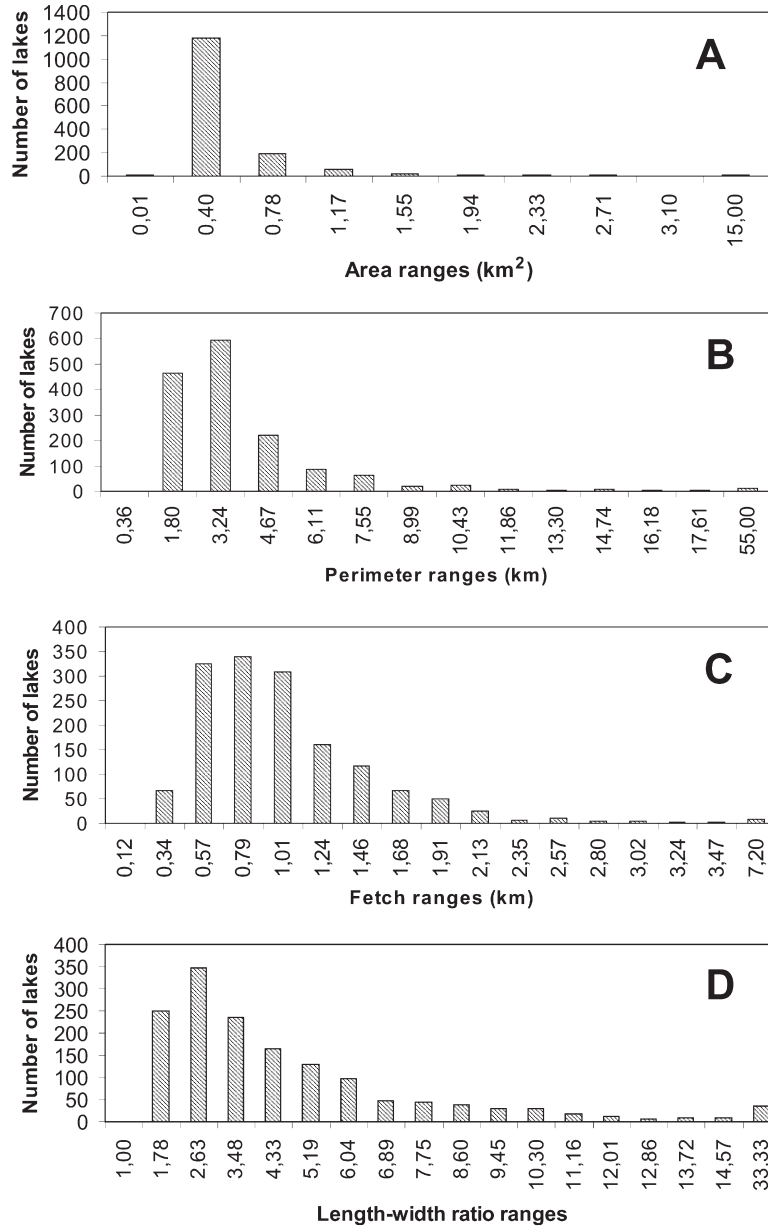 1400
1200
1000
800
600
400
200
0
Number of lakes
A
0,01 0,40 0,78 1,17 1,55 1,94 2,33 2,71 3,10 15,00
Area ranges (km²)
700
600
500
400
300
200
100
0
Number of lakes
B
0,36 1,80 3,24 4,67 6,11 7,55 8,99 10,43 11,86 13,30 14,74 16,18 17,61 55,00
Perimeter ranges (km)
400
350
300
250
200
150
100
50
0
Number of lakes
C
0,12 0,34 0,57 0,79 1,01 1,24 1,46 1,68 1,91 2,13 2,35 2,57 2,80 3,02 3,24 3,47 7,20
Fetch ranges (km)
400
350
300
250
200
150
100
50
0
Number of lakes
D
1,00 1,78 2,63 3,48 4,33 5,19 6,04 6,89 7,75 8,60 9,45 10,30 11,16 12,01 12,86 13,72 14,57 33,33
Length-width ratio ranges